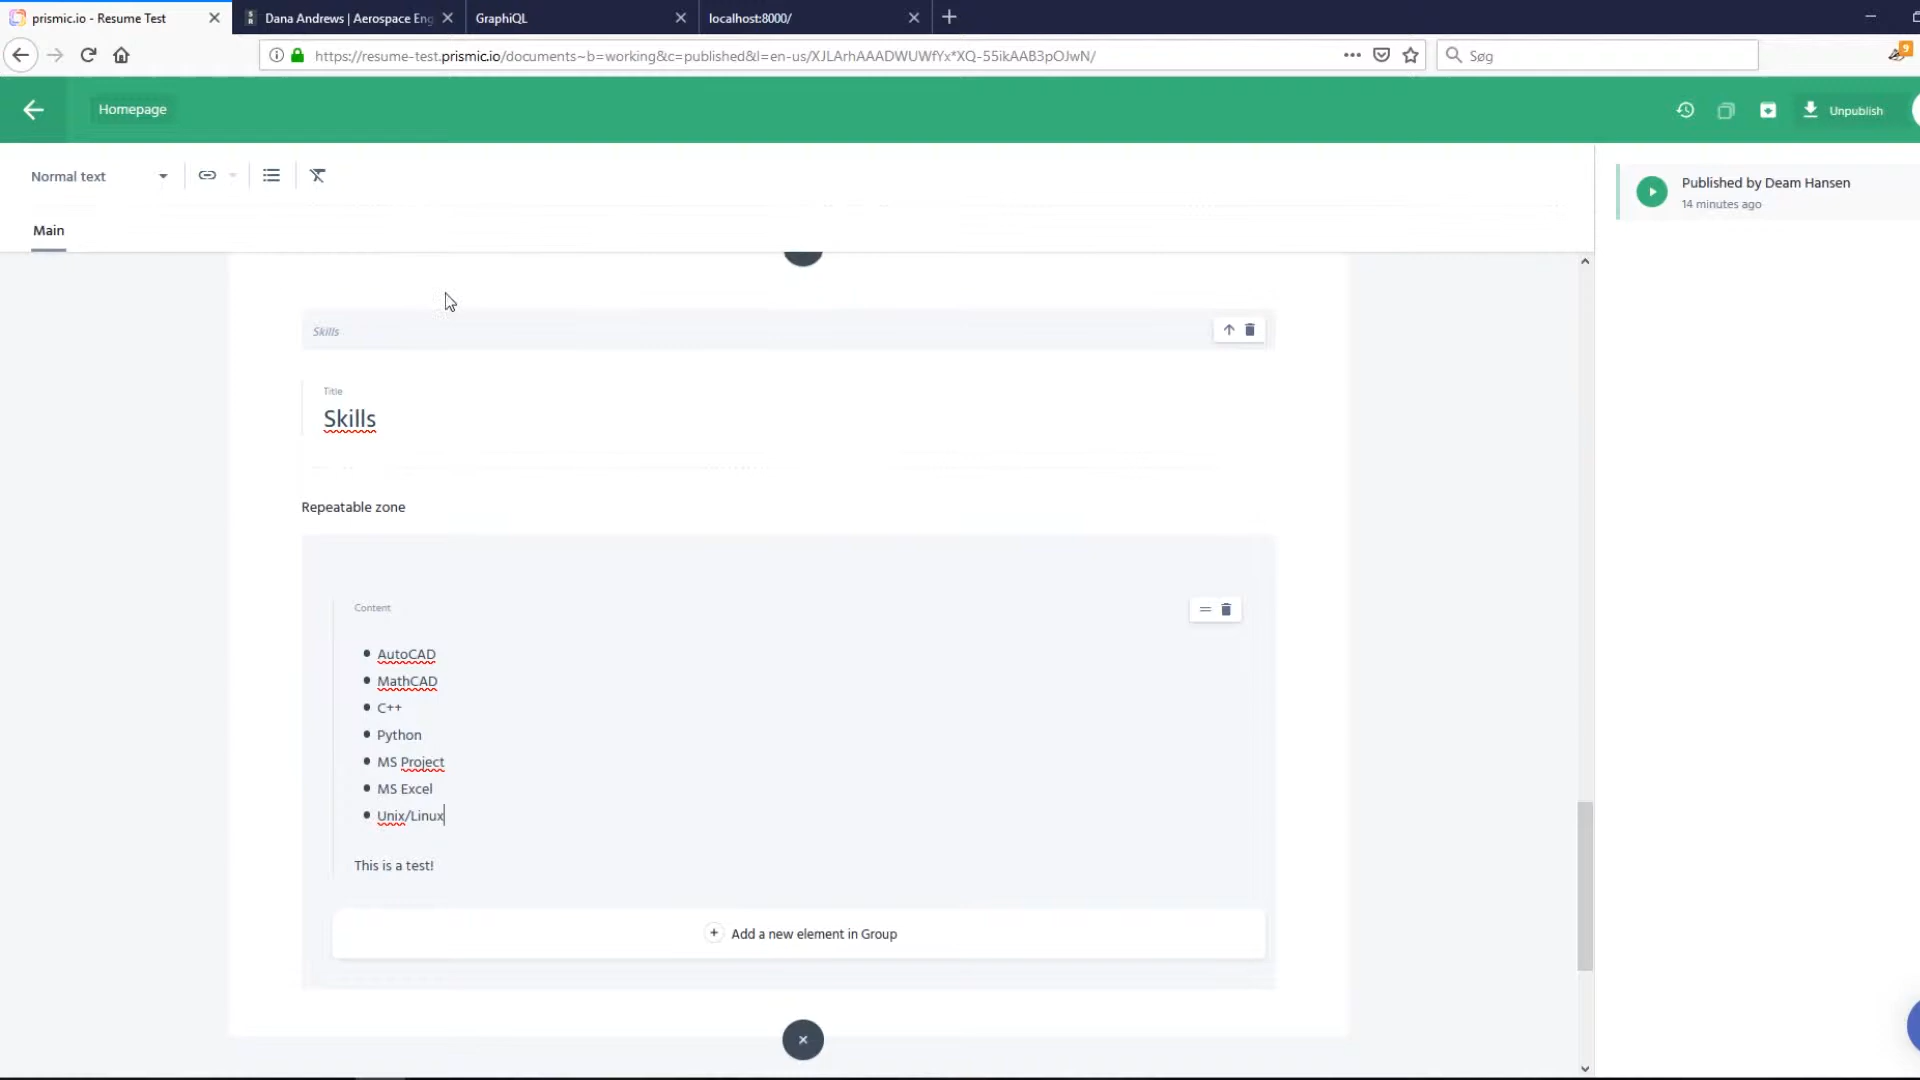 prismic.io - Resume Test
Dana Andrews | Aerospace Eng
GraphiQL
localhost:8000/
https://resume-test.prismic.io/documents~b=working&c=published&l=en-us/XJLArhAAADWUWfYx*XQ-55ikAAB3pOJwN/
Søg
9
Homepage
Unpublish
Normal text
Published by Deam Hansen
14 minutes ago
Main
Skills
Title
Skills
Repeatable zone
Content
AutoCAD
MathCAD
C++
Python
MS Project
MS Excel
Unix/Linux
This is a test!
+ Add a new element in Group